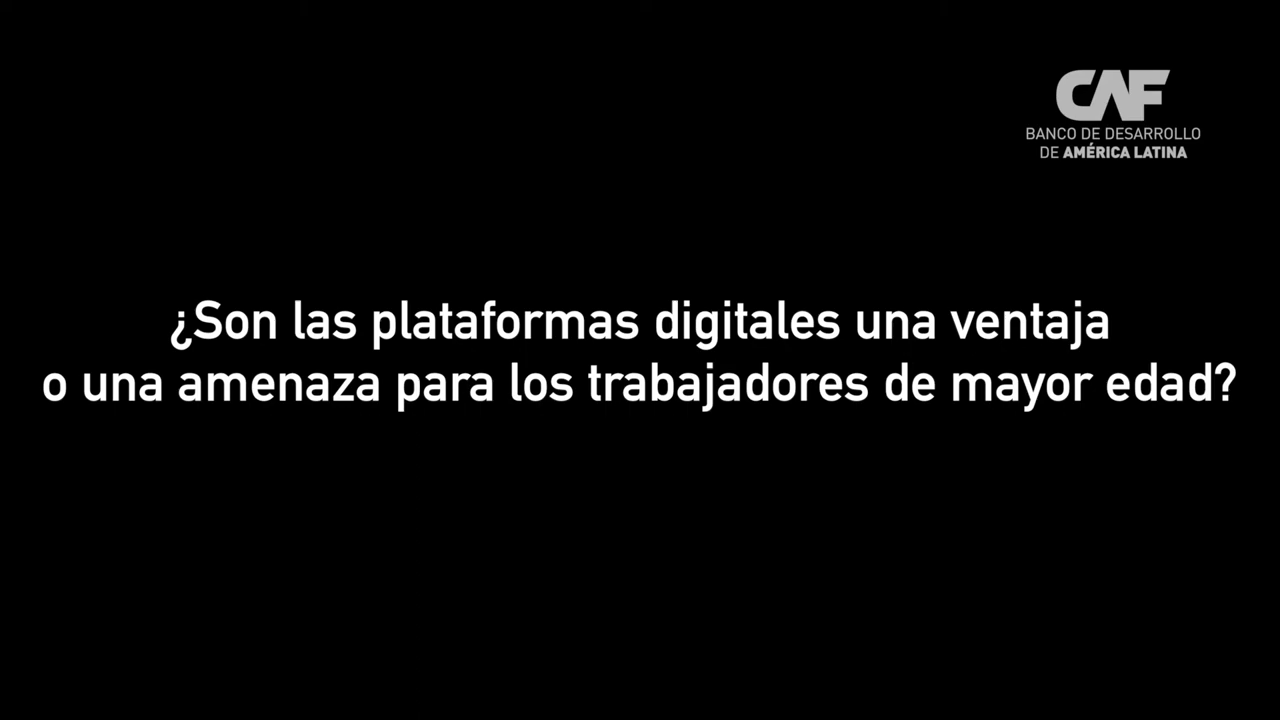 CAF
BANCO DE DESARROLLO
DE AMÉRICA LATINA
¿Son las plataformas digitales una ventaja
o una amenaza para los trabajadores de mayor edad?